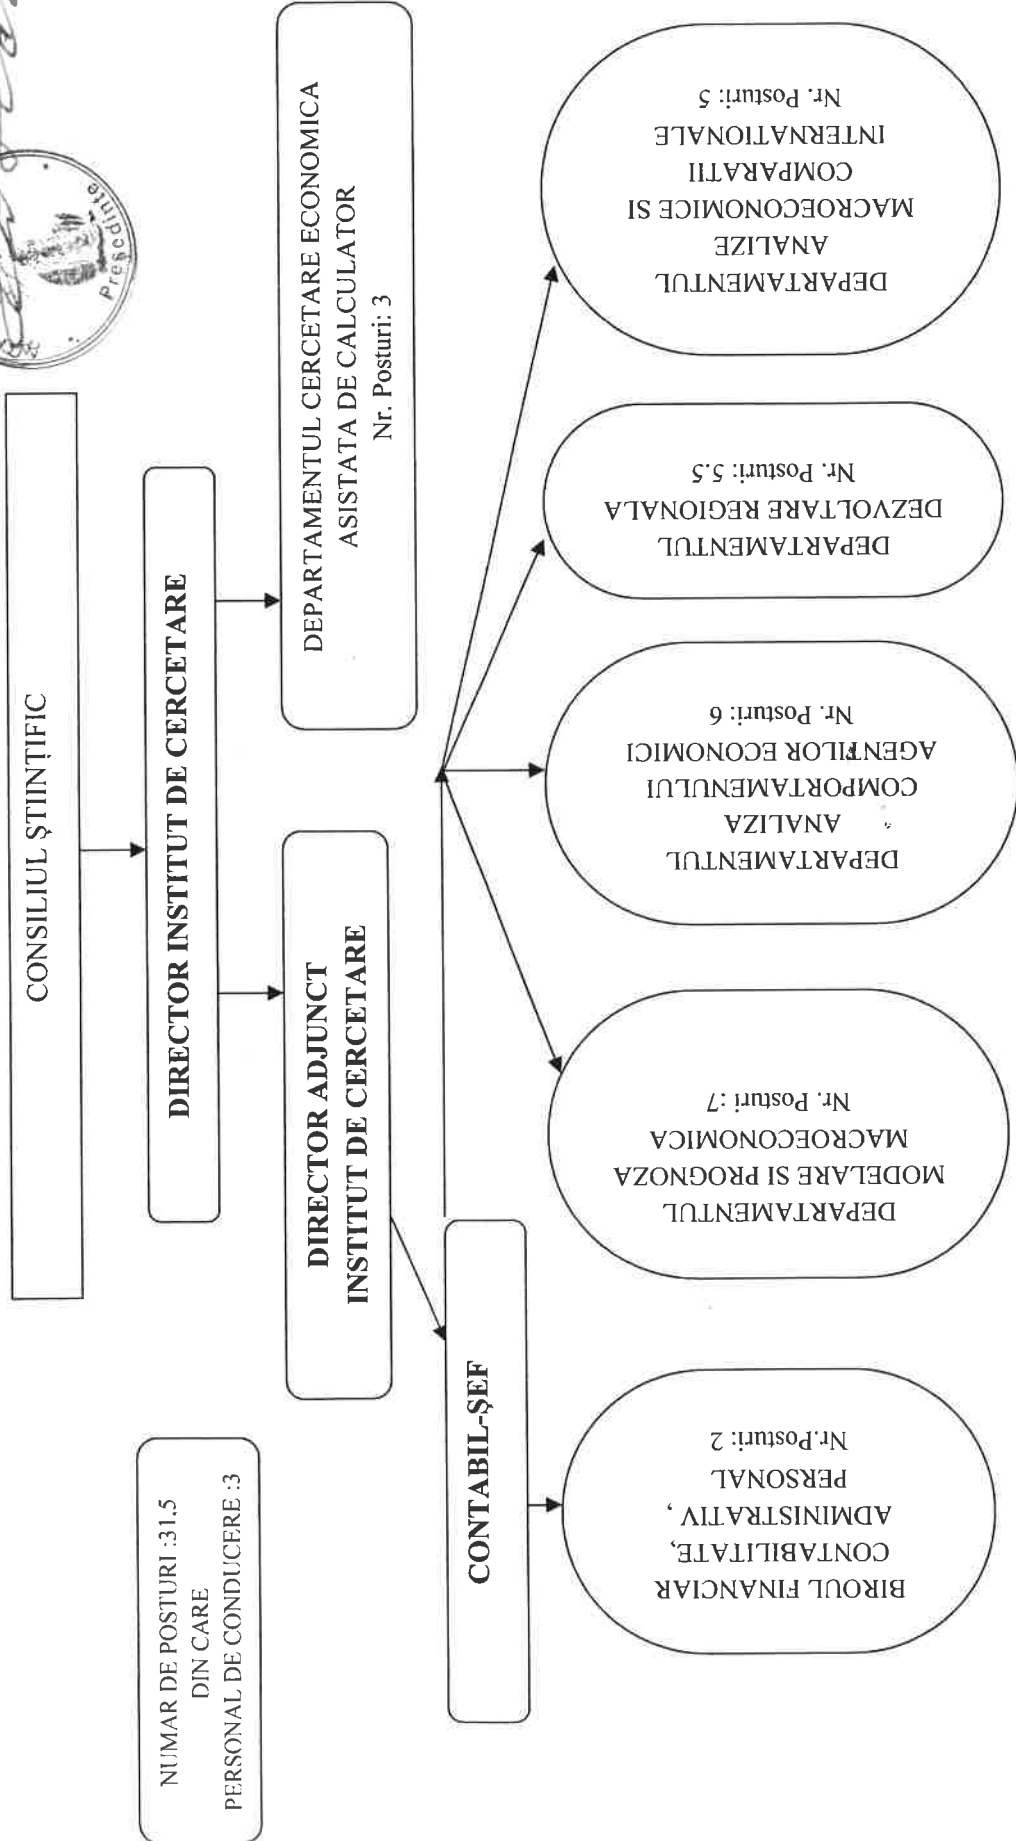 CONSILIUL ŞTIINŢIFIC
Preşedinte
DIRECTOR INSTITUT DE CERCETARE
NUMAR DE POSTURI :31.5
DIN CARE
PERSONAL DE CONDUCERE :3
DIRECTOR ADJUNCT
INSTITUT DE CERCETARE
DEPARTAMENTUL CERCETARE ECONOMICA
ASISTATA DE CALCULATOR
Nr. Posturi: 3
CONTABIL-ŞEF
BIROUL FINANCIAR
CONTABILITATE,
ADMINISTRATIV ,
PERSONAL
Nr.Posturi: 2
DEPARTAMENTUL
MODELARE SI PROGNOZA
MACROECONOMICA
Nr. Posturi :7
DEPARTAMENTUL
ANALIZA
COMPORTAMENTULUI
AGENTILOR ECONOMICI
Nr. Posturi: 6
DEPARTAMENTUL
DEZVOLTARE REGIONALA
Nr. Posturi: 5.5
DEPARTAMENTUL
ANALIZE
MACROECONOMICE SI
COMPARATII
INTERNATIONALE
Nr. Posturi: 5